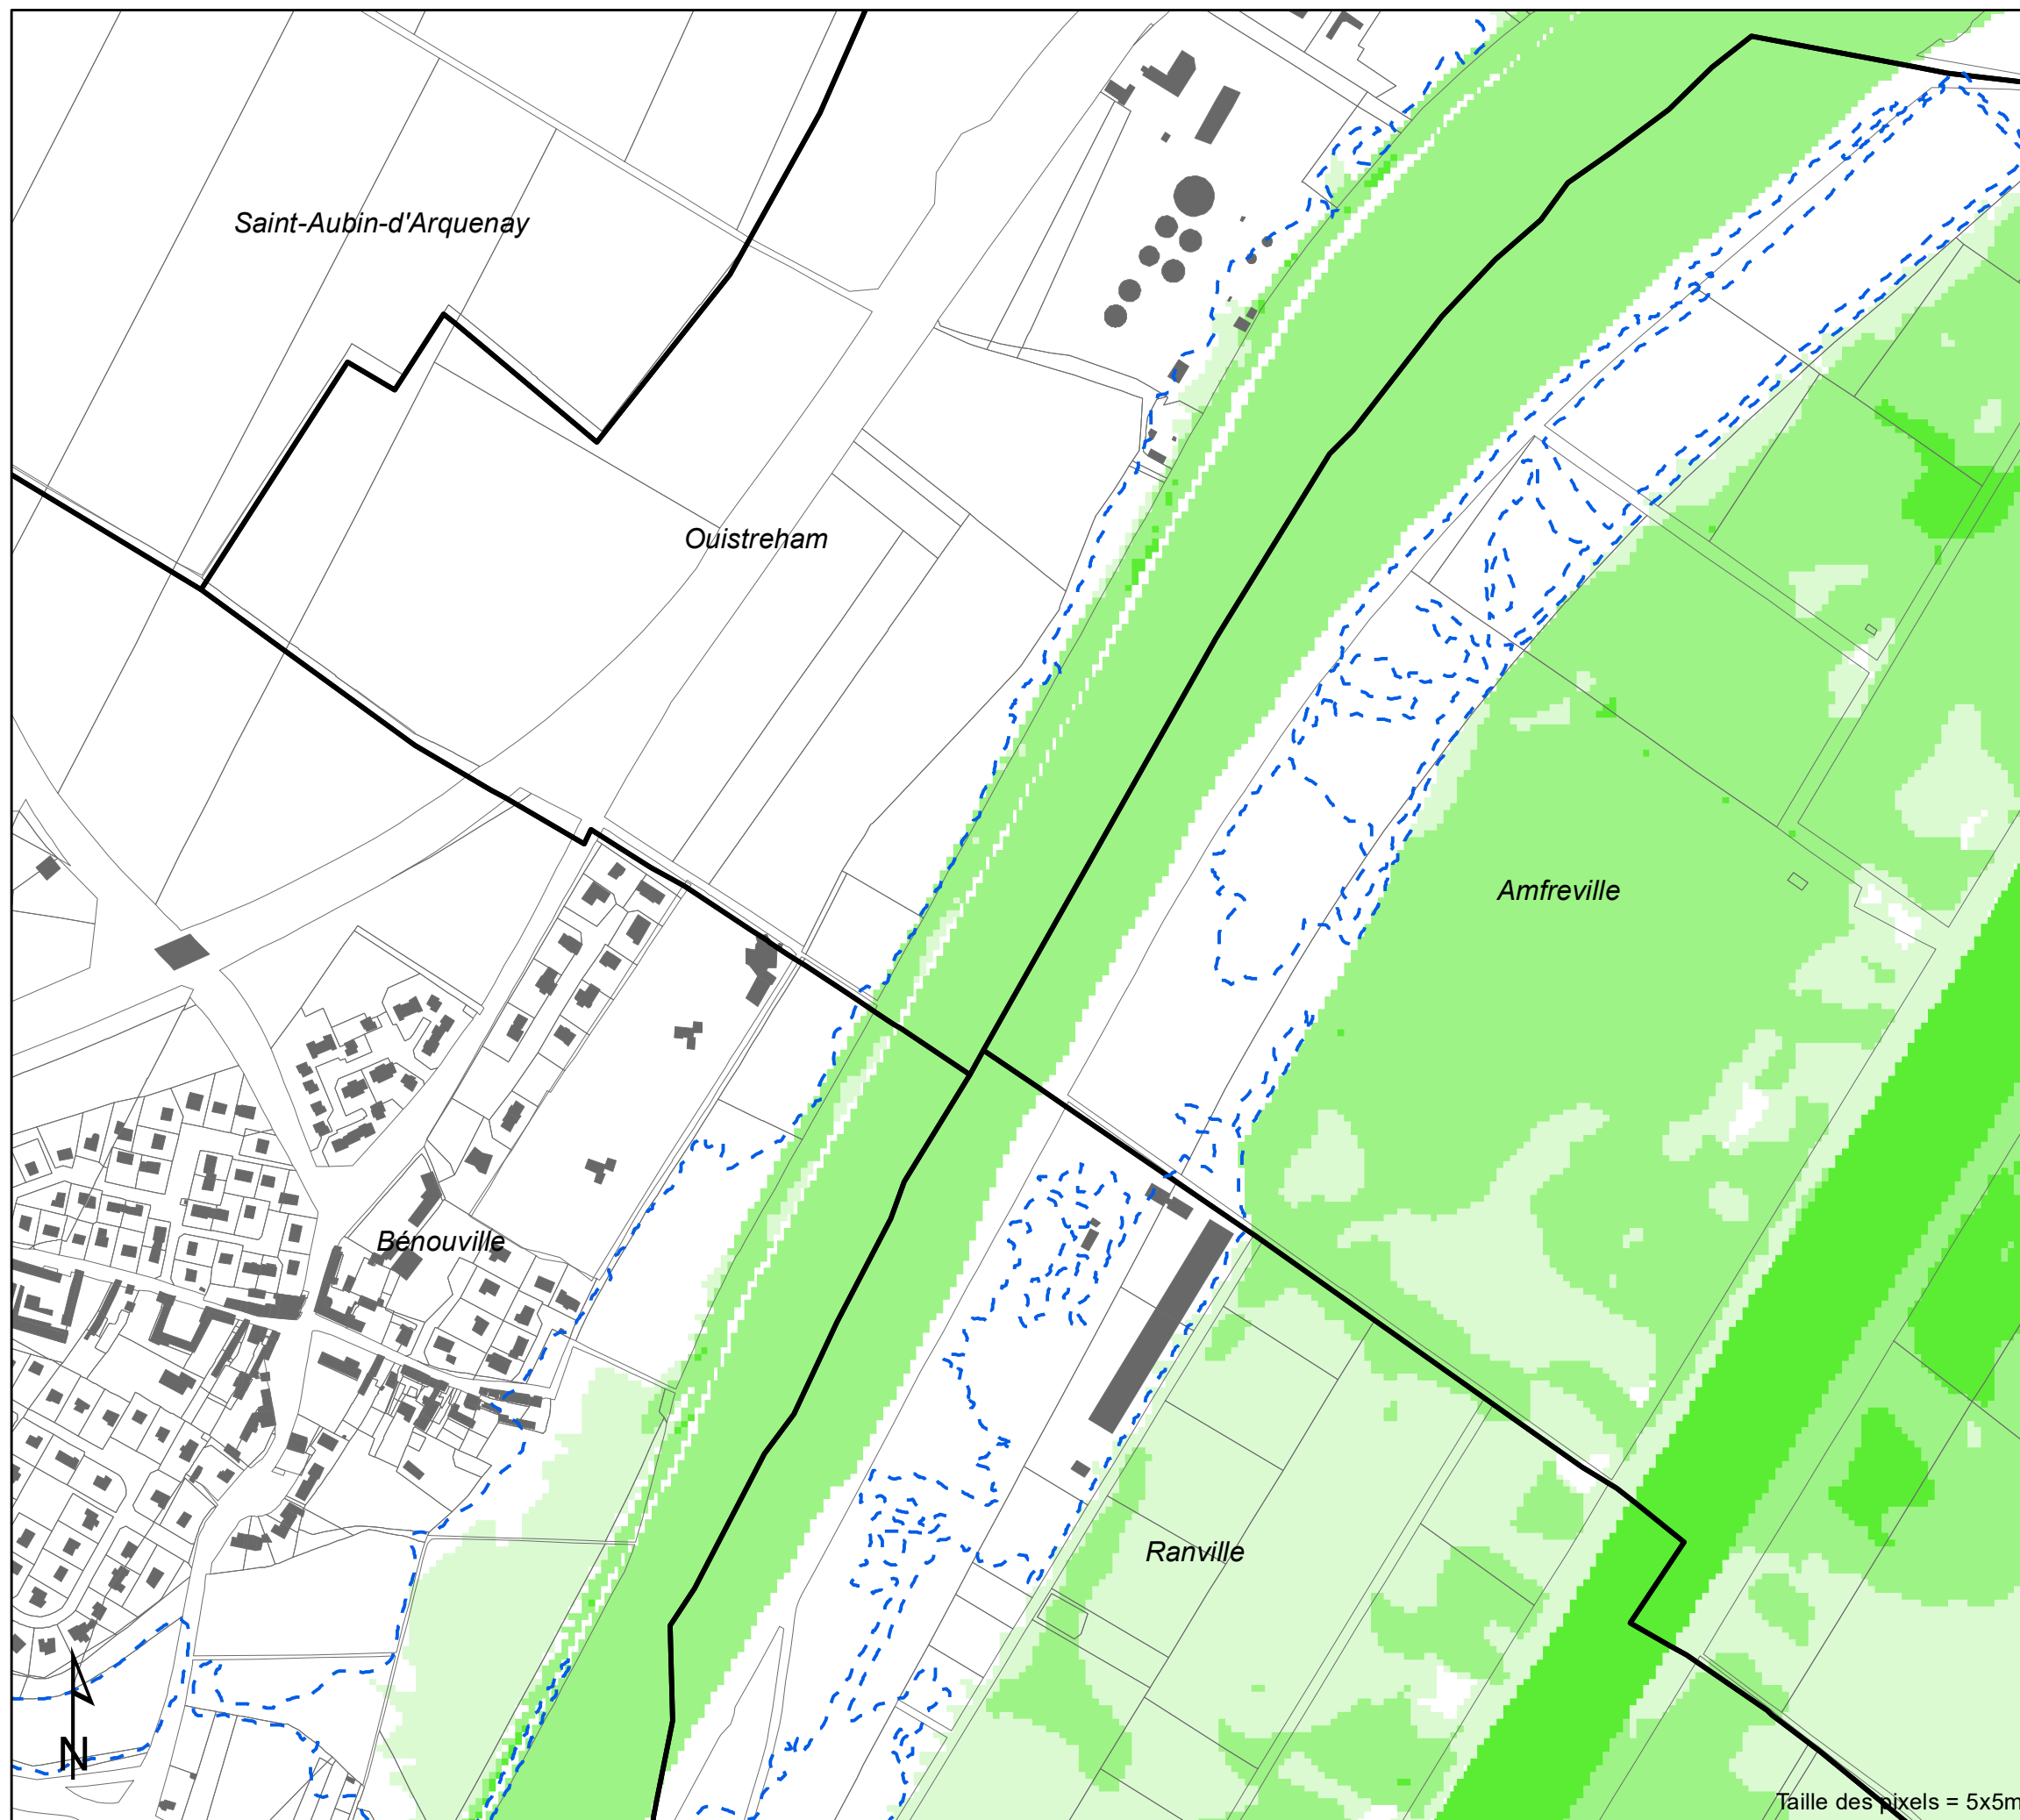 Saint-Aubin-d'Arquenay
Ouistreham
Amfreville
Bénouville
Ranville
N
Taille des pixels = 5x5m